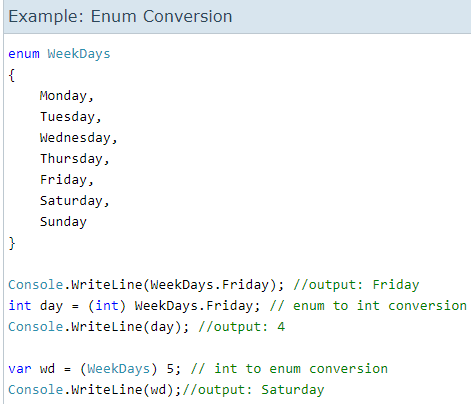 Example: Enum Conversion
enum WeekDays
{
    Monday,
    Tuesday,
    Wednesday,
    Thursday,
    Friday,
    Saturday,
    Sunday
}
Console.WriteLine(WeekDays.Friday); //output: Friday
int day = (int) WeekDays.Friday; // enum to int conversion
Console.WriteLine(day); //output: 4
var wd = (WeekDays) 5; // int to enum conversion
Console.WriteLine(wd);//output: Saturday